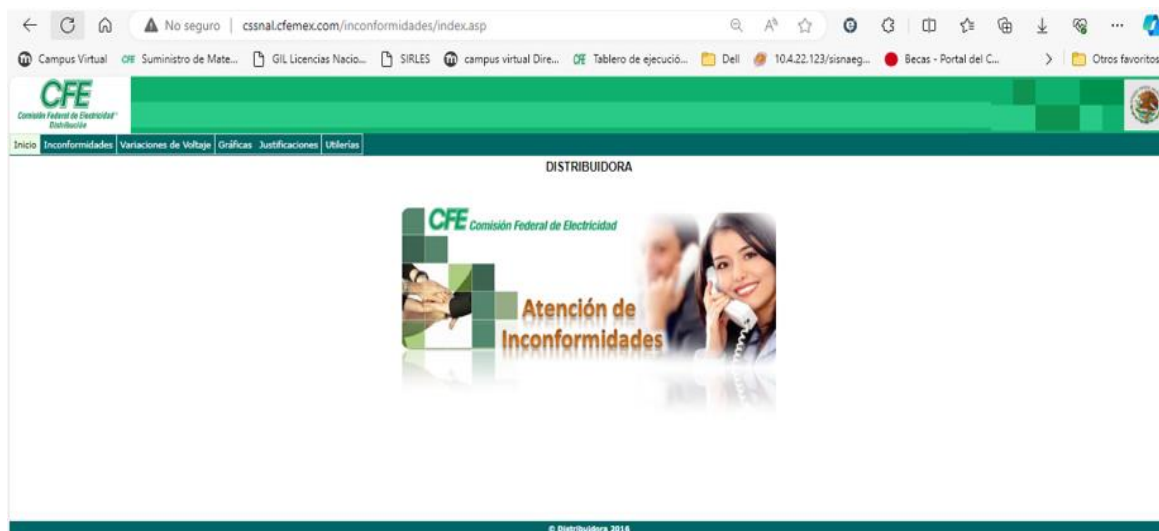 No seguro | cssnal.cfemex.com/inconformidades/index.asp
Campus Virtual CFE Suministro de Mate... GIL Licencias Nacio... SIRLES campus virtual Dire... CFE Tablero de ejecució... Dell 10.4.22.123/sisnaeg... Becas - Portal del C... Otros favoritos
CFE
Comisión Federal de Electricidad
Distribución
Inicio Inconformidades Variaciones de Voltaje Gráficas Justificaciones Utilerías
DISTRIBUIDORA
CFE Comisión Federal de Electricidad
Atención de
Inconformidades
© Distribuidora 2016